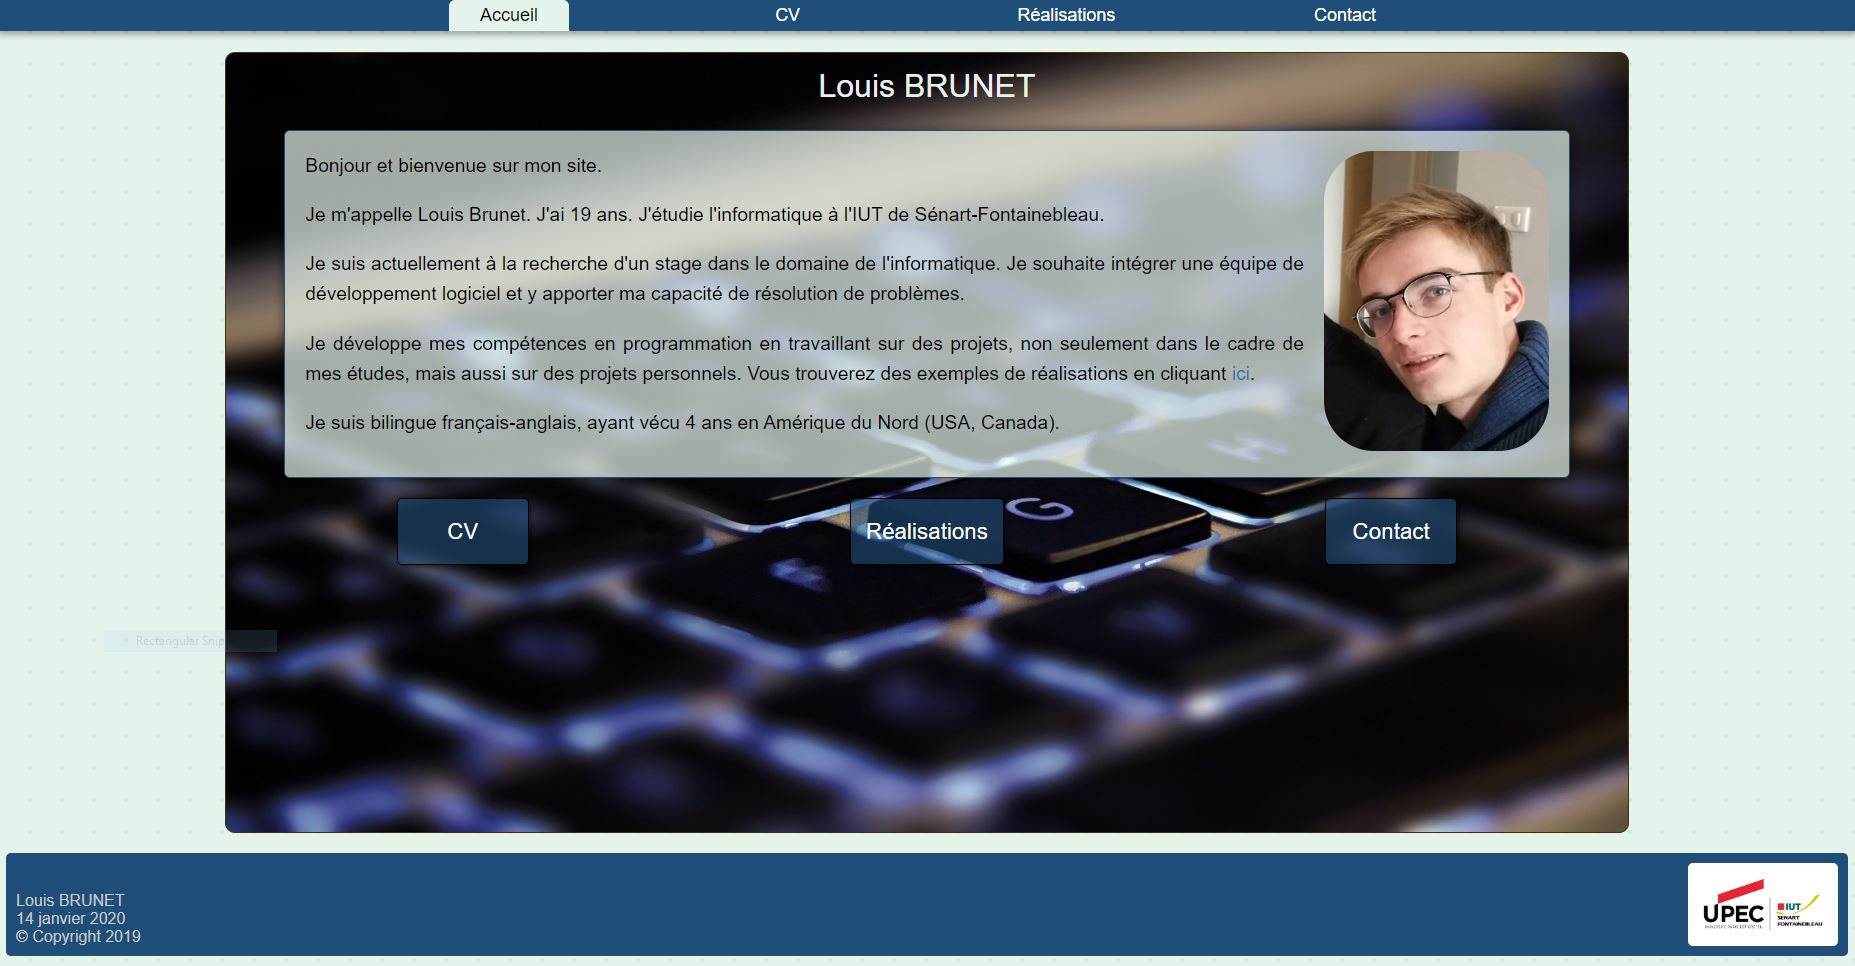 Accueil CV Réalisations Contact
Louis BRUNET
Bonjour et bienvenue sur mon site.
Je m'appelle Louis Brunet. J'ai 19 ans. J'étudie l'informatique à l'IUT de Sénart-Fontainebleau.
Je suis actuellement à la recherche d'un stage dans le domaine de l'informatique. Je souhaite intégrer une équipe de
développement logiciel et y apporter ma capacité de résolution de problèmes.
Je développe mes compétences en programmation en travaillant sur des projets, non seulement dans le cadre de
mes études, mais aussi sur des projets personnels. Vous trouverez des exemples de réalisations en cliquant ici.
Je suis bilingue français-anglais, ayant vécu 4 ans en Amérique du Nord (USA, Canada).
G
H
CV Réalisations Contact
Rectangular Snip
Louis BRUNET
14 janvier 2020
© Copyright 2019
UPEC
IUT
SÉNART
FONTAINEBLEAU